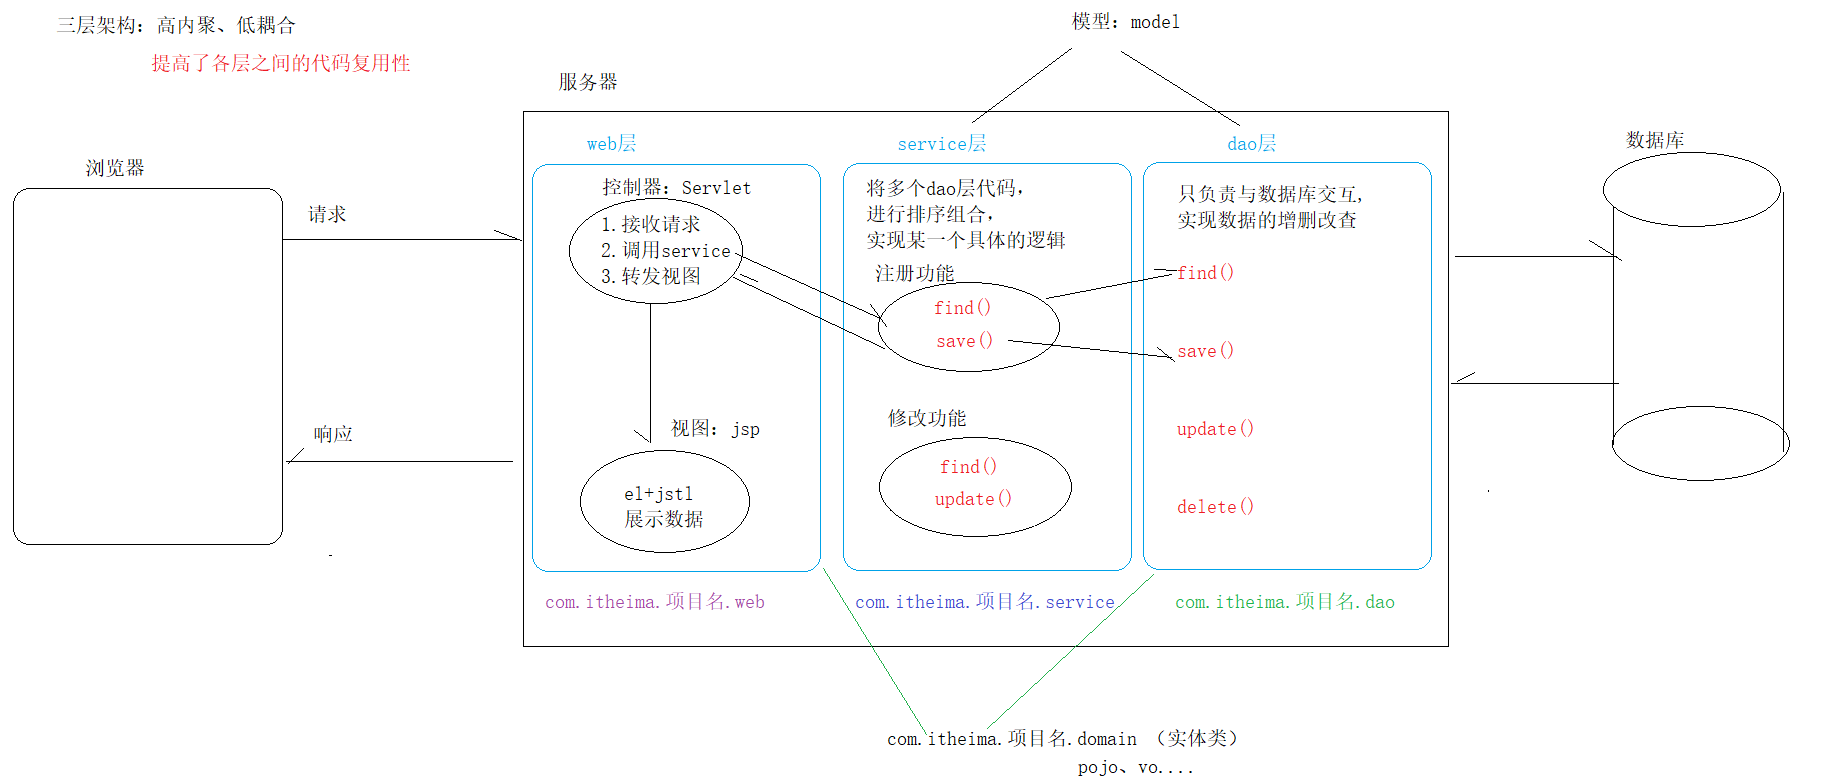 三层架构：高内聚、低耦合
提高了各层之间的代码复用性
模型：model
服务器
浏览器
请求
响应
web层
控制器：Servlet
1.接收请求
2.调用service
3.转发视图
视图：jsp
el+jstl
展示数据
com.itheima.项目名.web
service层
将多个dao层代码，
进行排序组合，
实现某一个具体的逻辑
注册功能
find()
save()
修改功能
find()
update()
com.itheima.项目名.service
dao层
只负责与数据库交互，
实现数据的增删改查
find()
save()
update()
delete()
com.itheima.项目名.dao
数据库
com.itheima.项目名.domain （实体类）
pojo、vo....